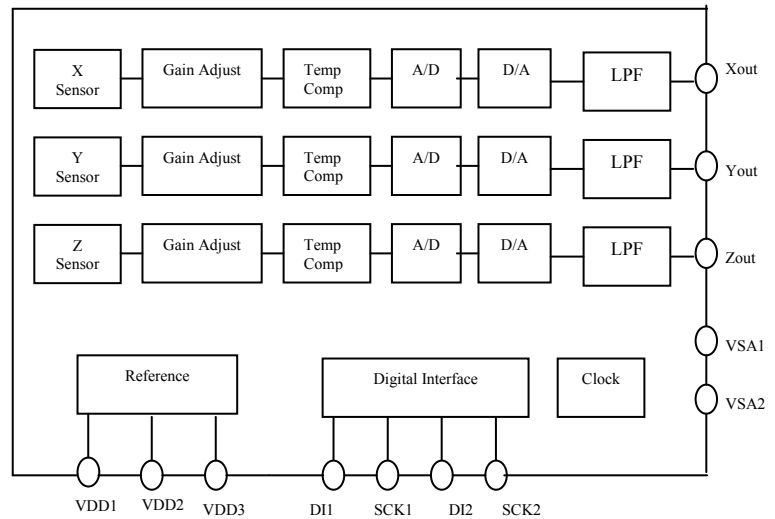 X Sensor
Gain Adjust
Temp Comp
A/D
D/A
LPF
Xout
Y Sensor
Gain Adjust
Temp Comp
A/D
D/A
LPF
Yout
Z Sensor
Gain Adjust
Temp Comp
A/D
D/A
LPF
Zout
VSA1
Reference
Digital Interface
Clock
VSA2
VDD1
VDD2
VDD3
DI1
SCK1
DI2
SCK2